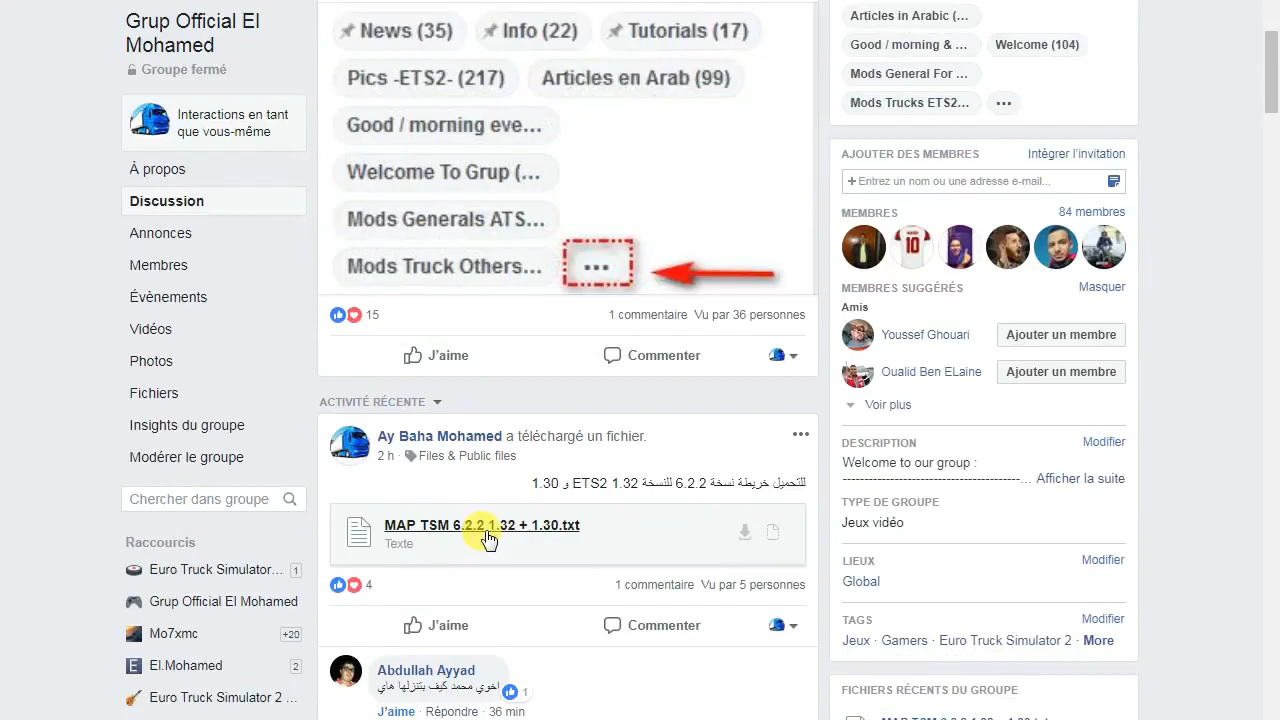 Grup Official El
Mohamed
Groupe fermé
Interactions en tant
que vous-même
À propos
Discussion
Annonces
Membres
Évènements
Vidéos
Photos
Fichiers
Insights du groupe
Modérer le groupe
Chercher dans groupe
Raccourcis
Euro Truck Simulator... 1
Grup Official El Mohamed
Mo7xmc +20
El.Mohamed 2
Euro Truck Simulator 2 ...
News (35) Info (22) Tutorials (17)
Pics -ETS2- (217) Articles en Arab (99)
Good / morning eve...
Welcome To Grup (...
Mods Generals ATS...
Mods Truck Others... ...
15 1 commentaire Vu par 36 personnes
J'aime Commenter
ACTIVITÉ RÉCENTE
Ay Baha Mohamed a téléchargé un fichier.
2 h · Files & Public files
للتحميل خريطة نسخة 6.2.2 للنسخة ETS2 1.32 و 1.30
MAP TSM 6.2.2 1.32 + 1.30.txt
Texte
4 1 commentaire Vu par 5 personnes
J'aime Commenter
Abdullah Ayyad
اخوي محمد كيف بتنزلها هاي
1
J'aime · Répondre · 36 min
Articles in Arabic (...
Good / morning & ... Welcome (104)
Mods General For ...
Mods Trucks ETS2... ...
AJOUTER DES MEMBRES Intégrer l'invitation
+ Entrez un nom ou une adresse e-mail...
MEMBRES 84 membres
10
MEMBRES SUGGÉRÉS Masquer
Amis
Youssef Ghouari Ajouter un membre
Oualid Ben ELaine Ajouter un membre
Voir plus
DESCRIPTION Modifier
Welcome to our group :
----------------------------------------... Afficher la suite
TYPE DE GROUPE
Jeux vidéo
LIEUX Modifier
Global
TAGS Modifier
Jeux · Gamers · Euro Truck Simulator 2 · More
FICHIERS RÉCENTS DU GROUPE